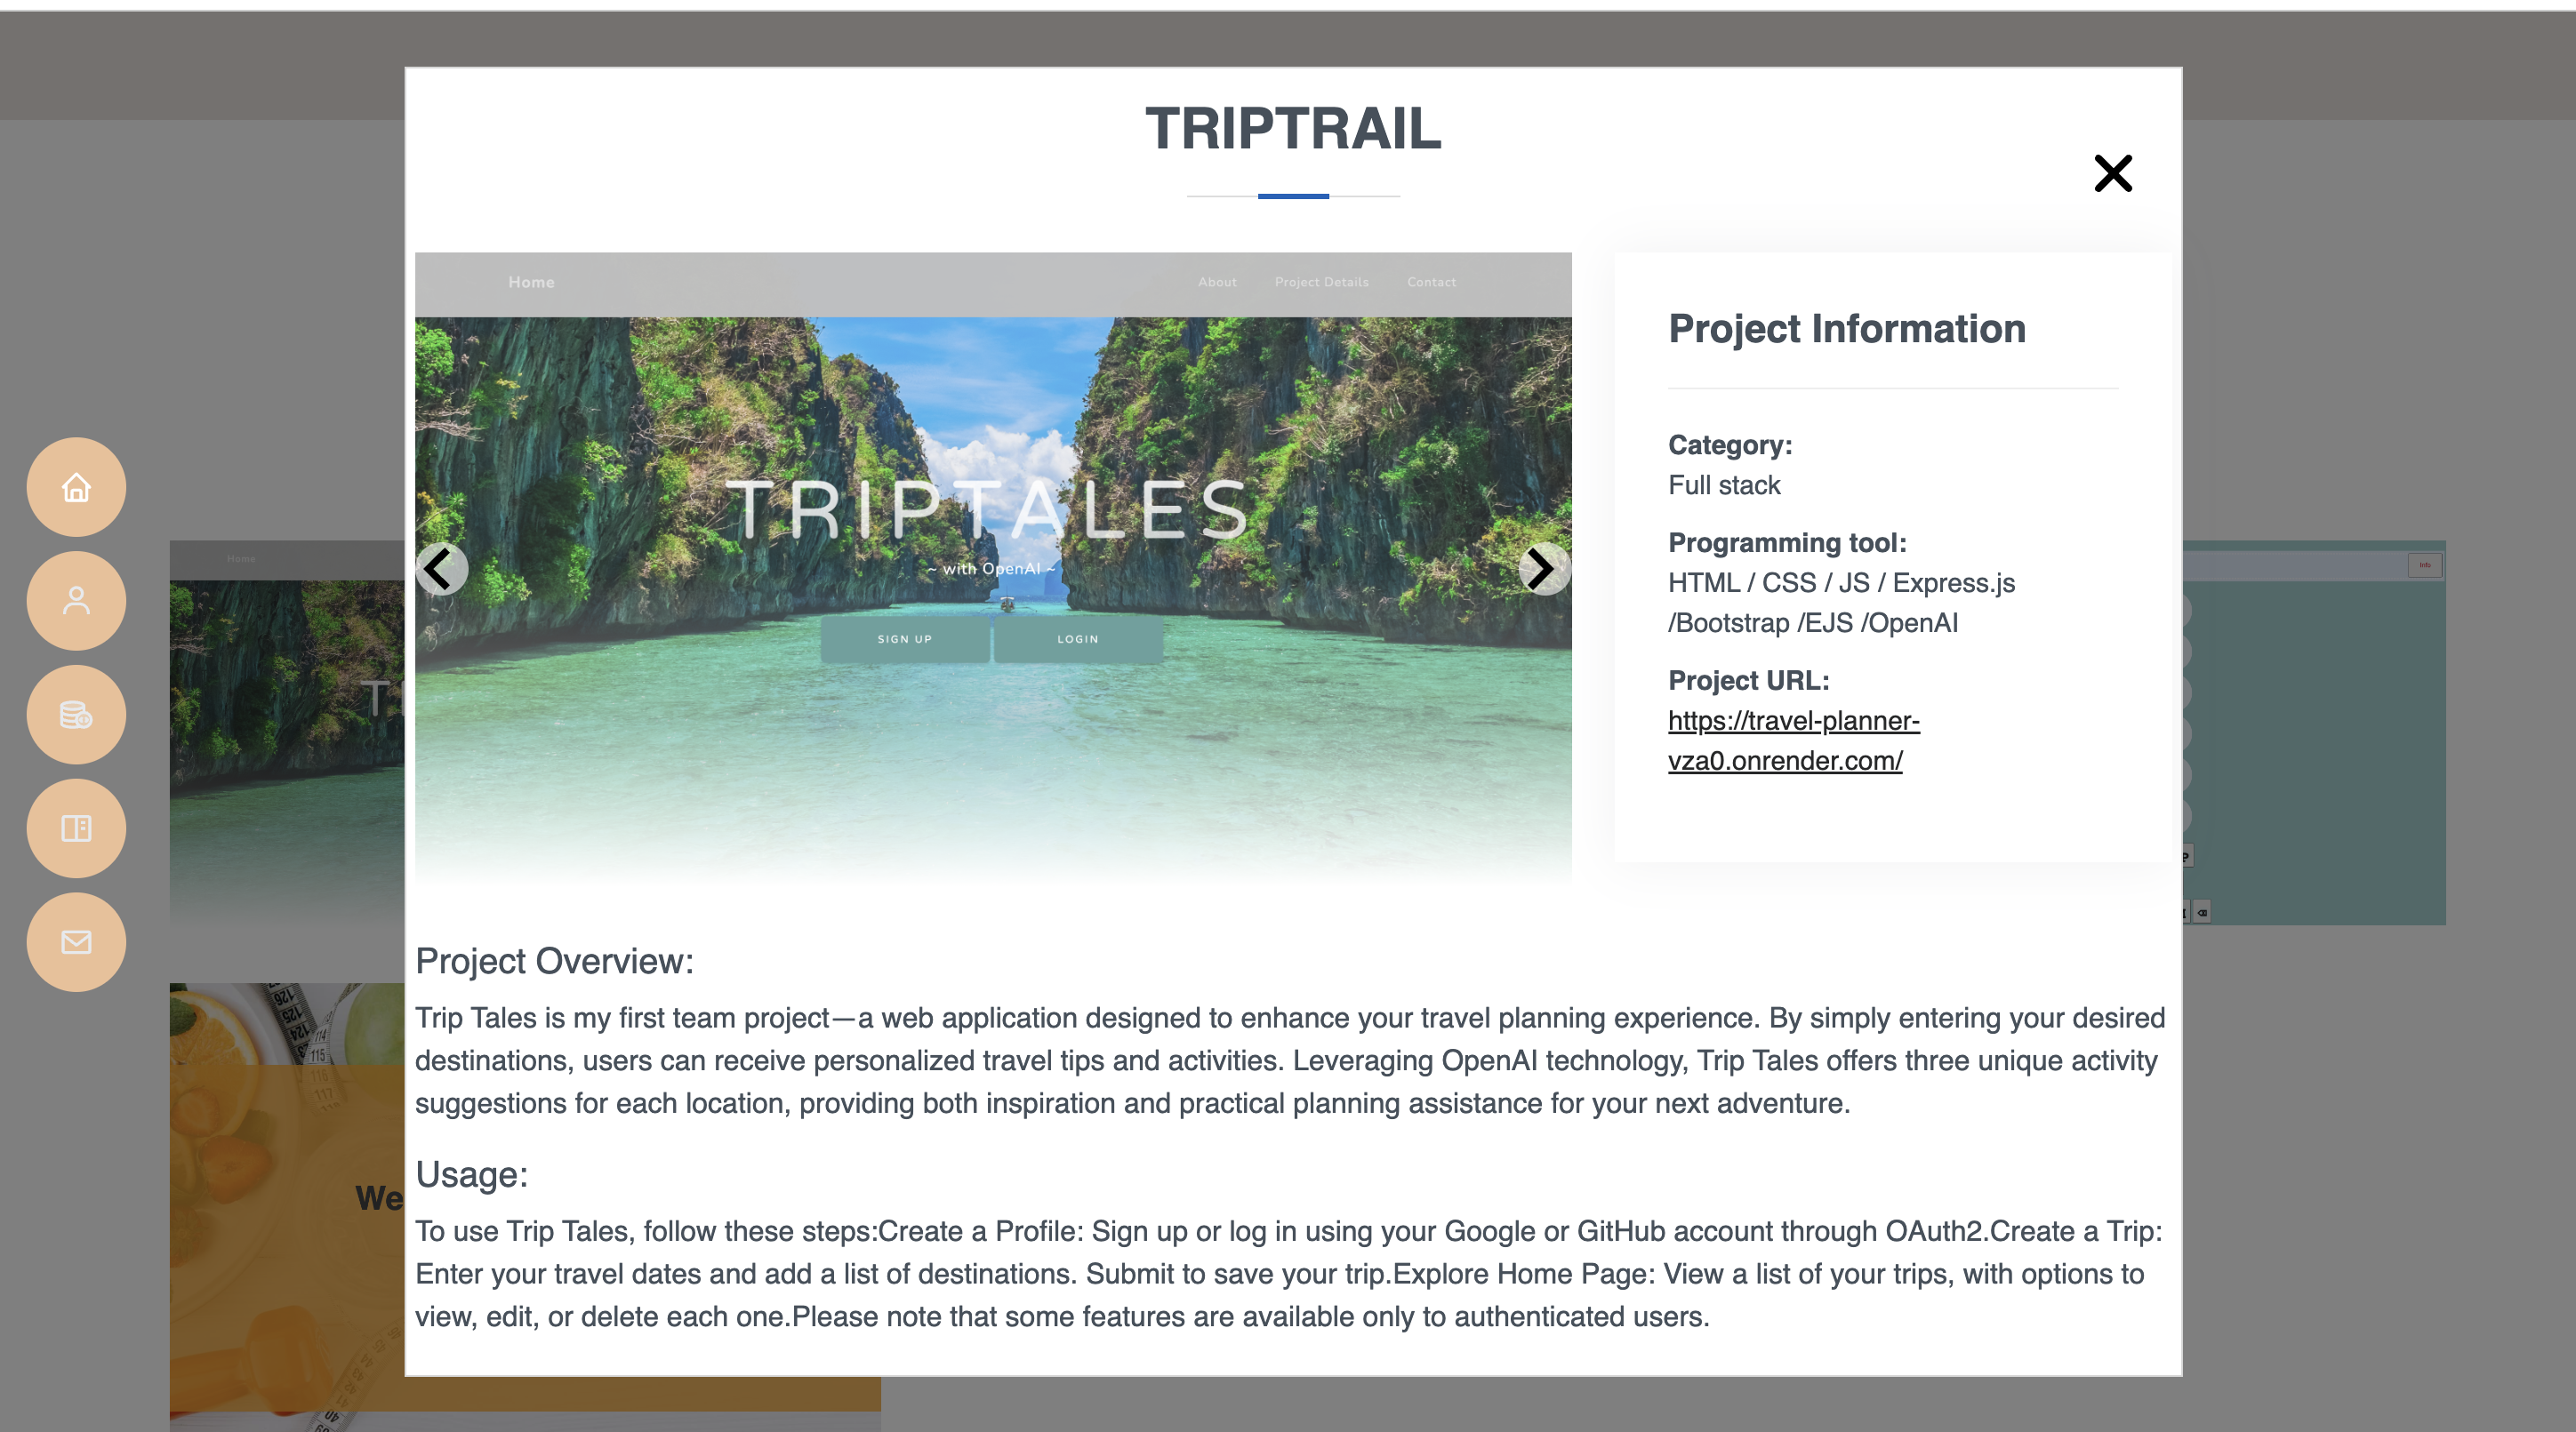 TRIPTRAIL
Home
About
Project Details
Contact
TRIPTALES
~ with OpenAI ~
SIGN UP
LOGIN
Project Information
Category:
Full stack
Programming tool:
HTML / CSS / JS / Express.js
/Bootstrap /EJS /OpenAI
Project URL:
https://travel-planner-
vza0.onrender.com/
Home
T
Info
P
Project Overview:
Trip Tales is my first team project—a web application designed to enhance your travel planning experience. By simply entering your desired
destinations, users can receive personalized travel tips and activities. Leveraging OpenAI technology, Trip Tales offers three unique activity
suggestions for each location, providing both inspiration and practical planning assistance for your next adventure.
Usage:
To use Trip Tales, follow these steps:Create a Profile: Sign up or log in using your Google or GitHub account through OAuth2.Create a Trip:
Enter your travel dates and add a list of destinations. Submit to save your trip.Explore Home Page: View a list of your trips, with options to
view, edit, or delete each one.Please note that some features are available only to authenticated users.
126
125
115
116
117
We
40